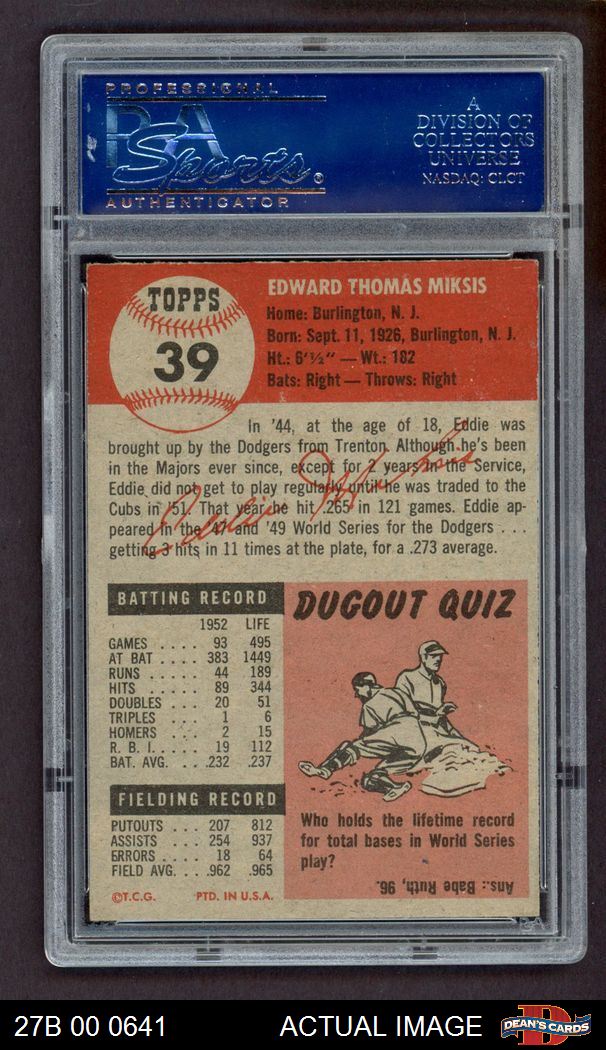 PROFESSIONAL
PSA
Sports®
AUTHENTICATOR
A
DIVISION OF
COLLECTORS
UNIVERSE
NASDAQ: CLCT
TOPPS
39
EDWARD THOMAS MIKSIS
Home: Burlington, N. J.
Born: Sept. 11, 1926, Burlington, N. J.
Ht.: 6'½" — Wt.: 182
Bats: Right — Throws: Right
In '44, at the age of 18, Eddie was
brought up by the Dodgers from Trenton. Although he's been
in the Majors ever since, except for 2 years in the Service,
Eddie did not get to play regularly until he was traded to the
Cubs in '51. That year he hit .265 in 121 games. Eddie ap-
peared in the '47 and '49 World Series for the Dodgers . . .
getting 3 hits in 11 times at the plate, for a .273 average.
Eddie Miksis
BATTING RECORD
1952 LIFE
GAMES . . . . 93 495
AT BAT . . . . 383 1449
RUNS . . . . 44 189
HITS . . . . 89 344
DOUBLES . . . 20 51
TRIPLES . . . 1 6
HOMERS . . . 2 15
R. B. I. . . . . 19 112
BAT. AVG. . . .232 .237
FIELDING RECORD
PUTOUTS . . . 207 812
ASSISTS . . . . 254 937
ERRORS . . . . 18 64
FIELD AVG. . . .962 .965
©T.C.G. PTD. IN U.S.A.
DUGOUT QUIZ
Who holds the lifetime record
for total bases in World Series
play?
Ans.: Babe Ruth, 96.
PSA
27B 00 0641 ACTUAL IMAGE
D
DEAN'S CARDS